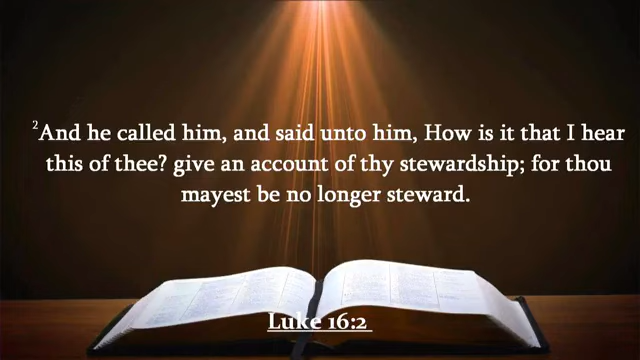 ²And he called him, and said unto him, How is it that I hear
this of thee? give an account of thy stewardship; for thou
mayest be no longer steward.
Luke 16:2